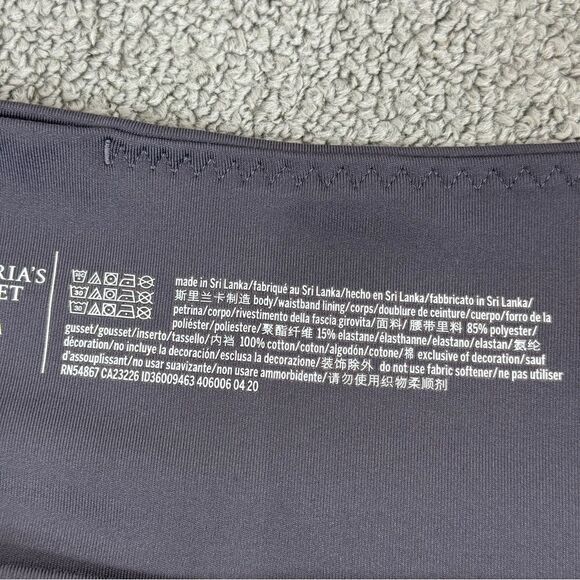 RIA'S
ET
made in Sri Lanka/fabriqué au Sri Lanka/hecho en Sri Lanka/fabbricato in Sri Lanka/
斯里兰卡制造 body/waistband lining/corps/doublure de ceinture/cuerpo/forro de la
petrina/corpo/rivestimento della fascia girovita/面料/腰带里料 85% polyester/
poliéster/poliestere/聚酯纤维 15% elastane/élasthanne/elastano/elastan/氨纶
gusset/gousset/inserto/tassello/内裆 100% cotton/coton/algodón/cotone/棉 exclusive of decoration/sauf
décoration/no incluye la decoración/esclusa la decorazione/装饰除外 do not use fabric softener/ne pas utiliser
d'assouplissant/no usar suavizante/non usare ammorbidente/请勿使用织物柔顺剂
RN54867 CA23226 ID36009463 406006 04 20